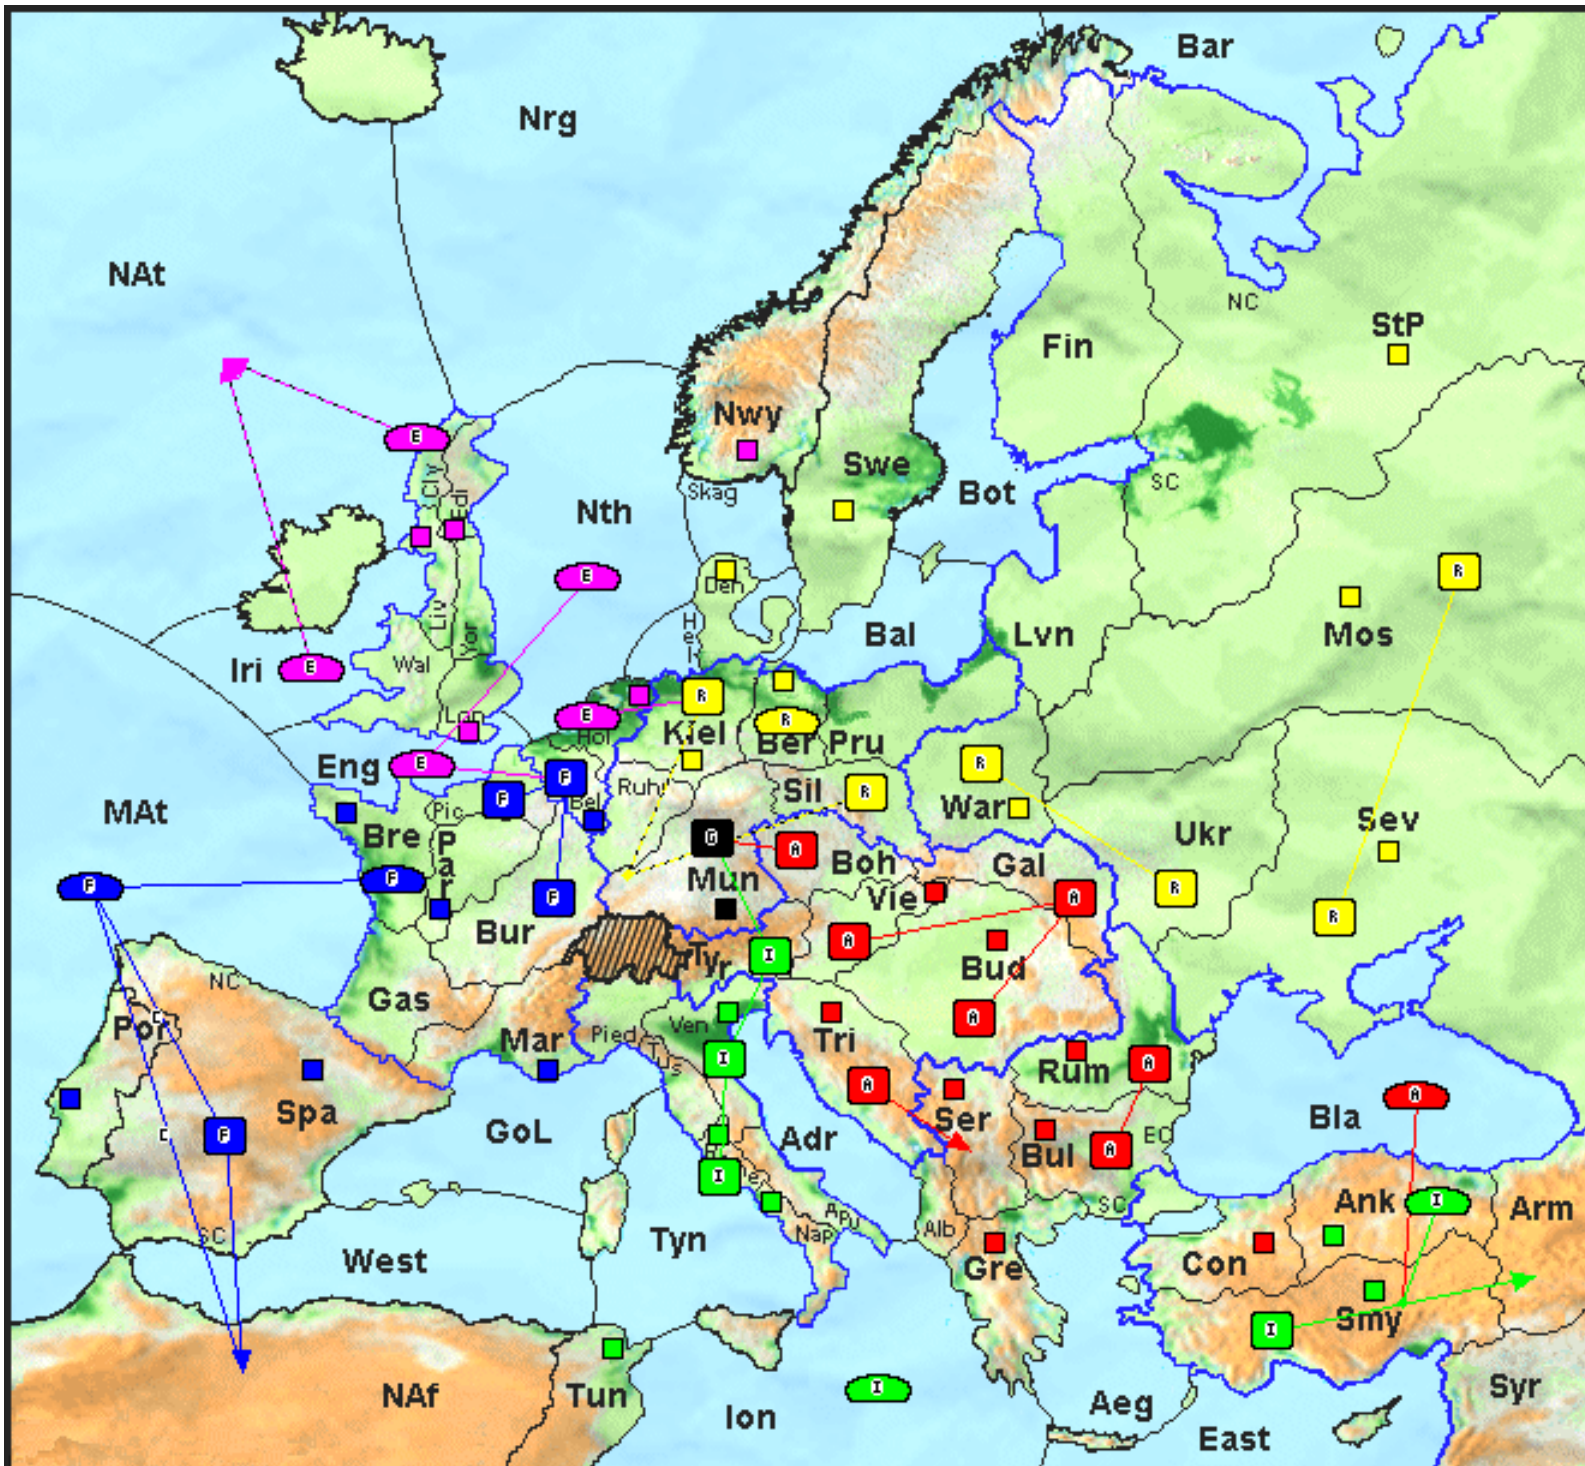 Bar
Nrg
NAt
NC
StP
Fin
E
Nwy
Swe
Cly
Edi
SC
Skag
Bot
Nth
E
Den
R
Hel
Bal
Lvn
Mos
Liv
Yor
Iri
E
Wal
Lon
E
Hol
R
Kiel
R
Ber
Pru
Eng
E
F
F
Pic
Bel
Ruh
Sil
R
R
War
Ukr
Sev
MAt
Bre
Par
G
Mun
A
Boh
Gal
Vie
F
F
F
Bur
A
R
R
A
I
Tyr
Bud
NC
Gas
Por
C
Mar
Pied
Ven
Tus
I
Tri
A
Rum
A
A
Ser
A
Bla
Spa
C
F
GoL
Adr
I
Bul
A
EC
SC
SC
West
Tyn
Nap
Apu
Alb
Gre
Con
Ank
I
Arm
I
Smy
NAf
Tun
Ion
I
Aeg
East
Syr